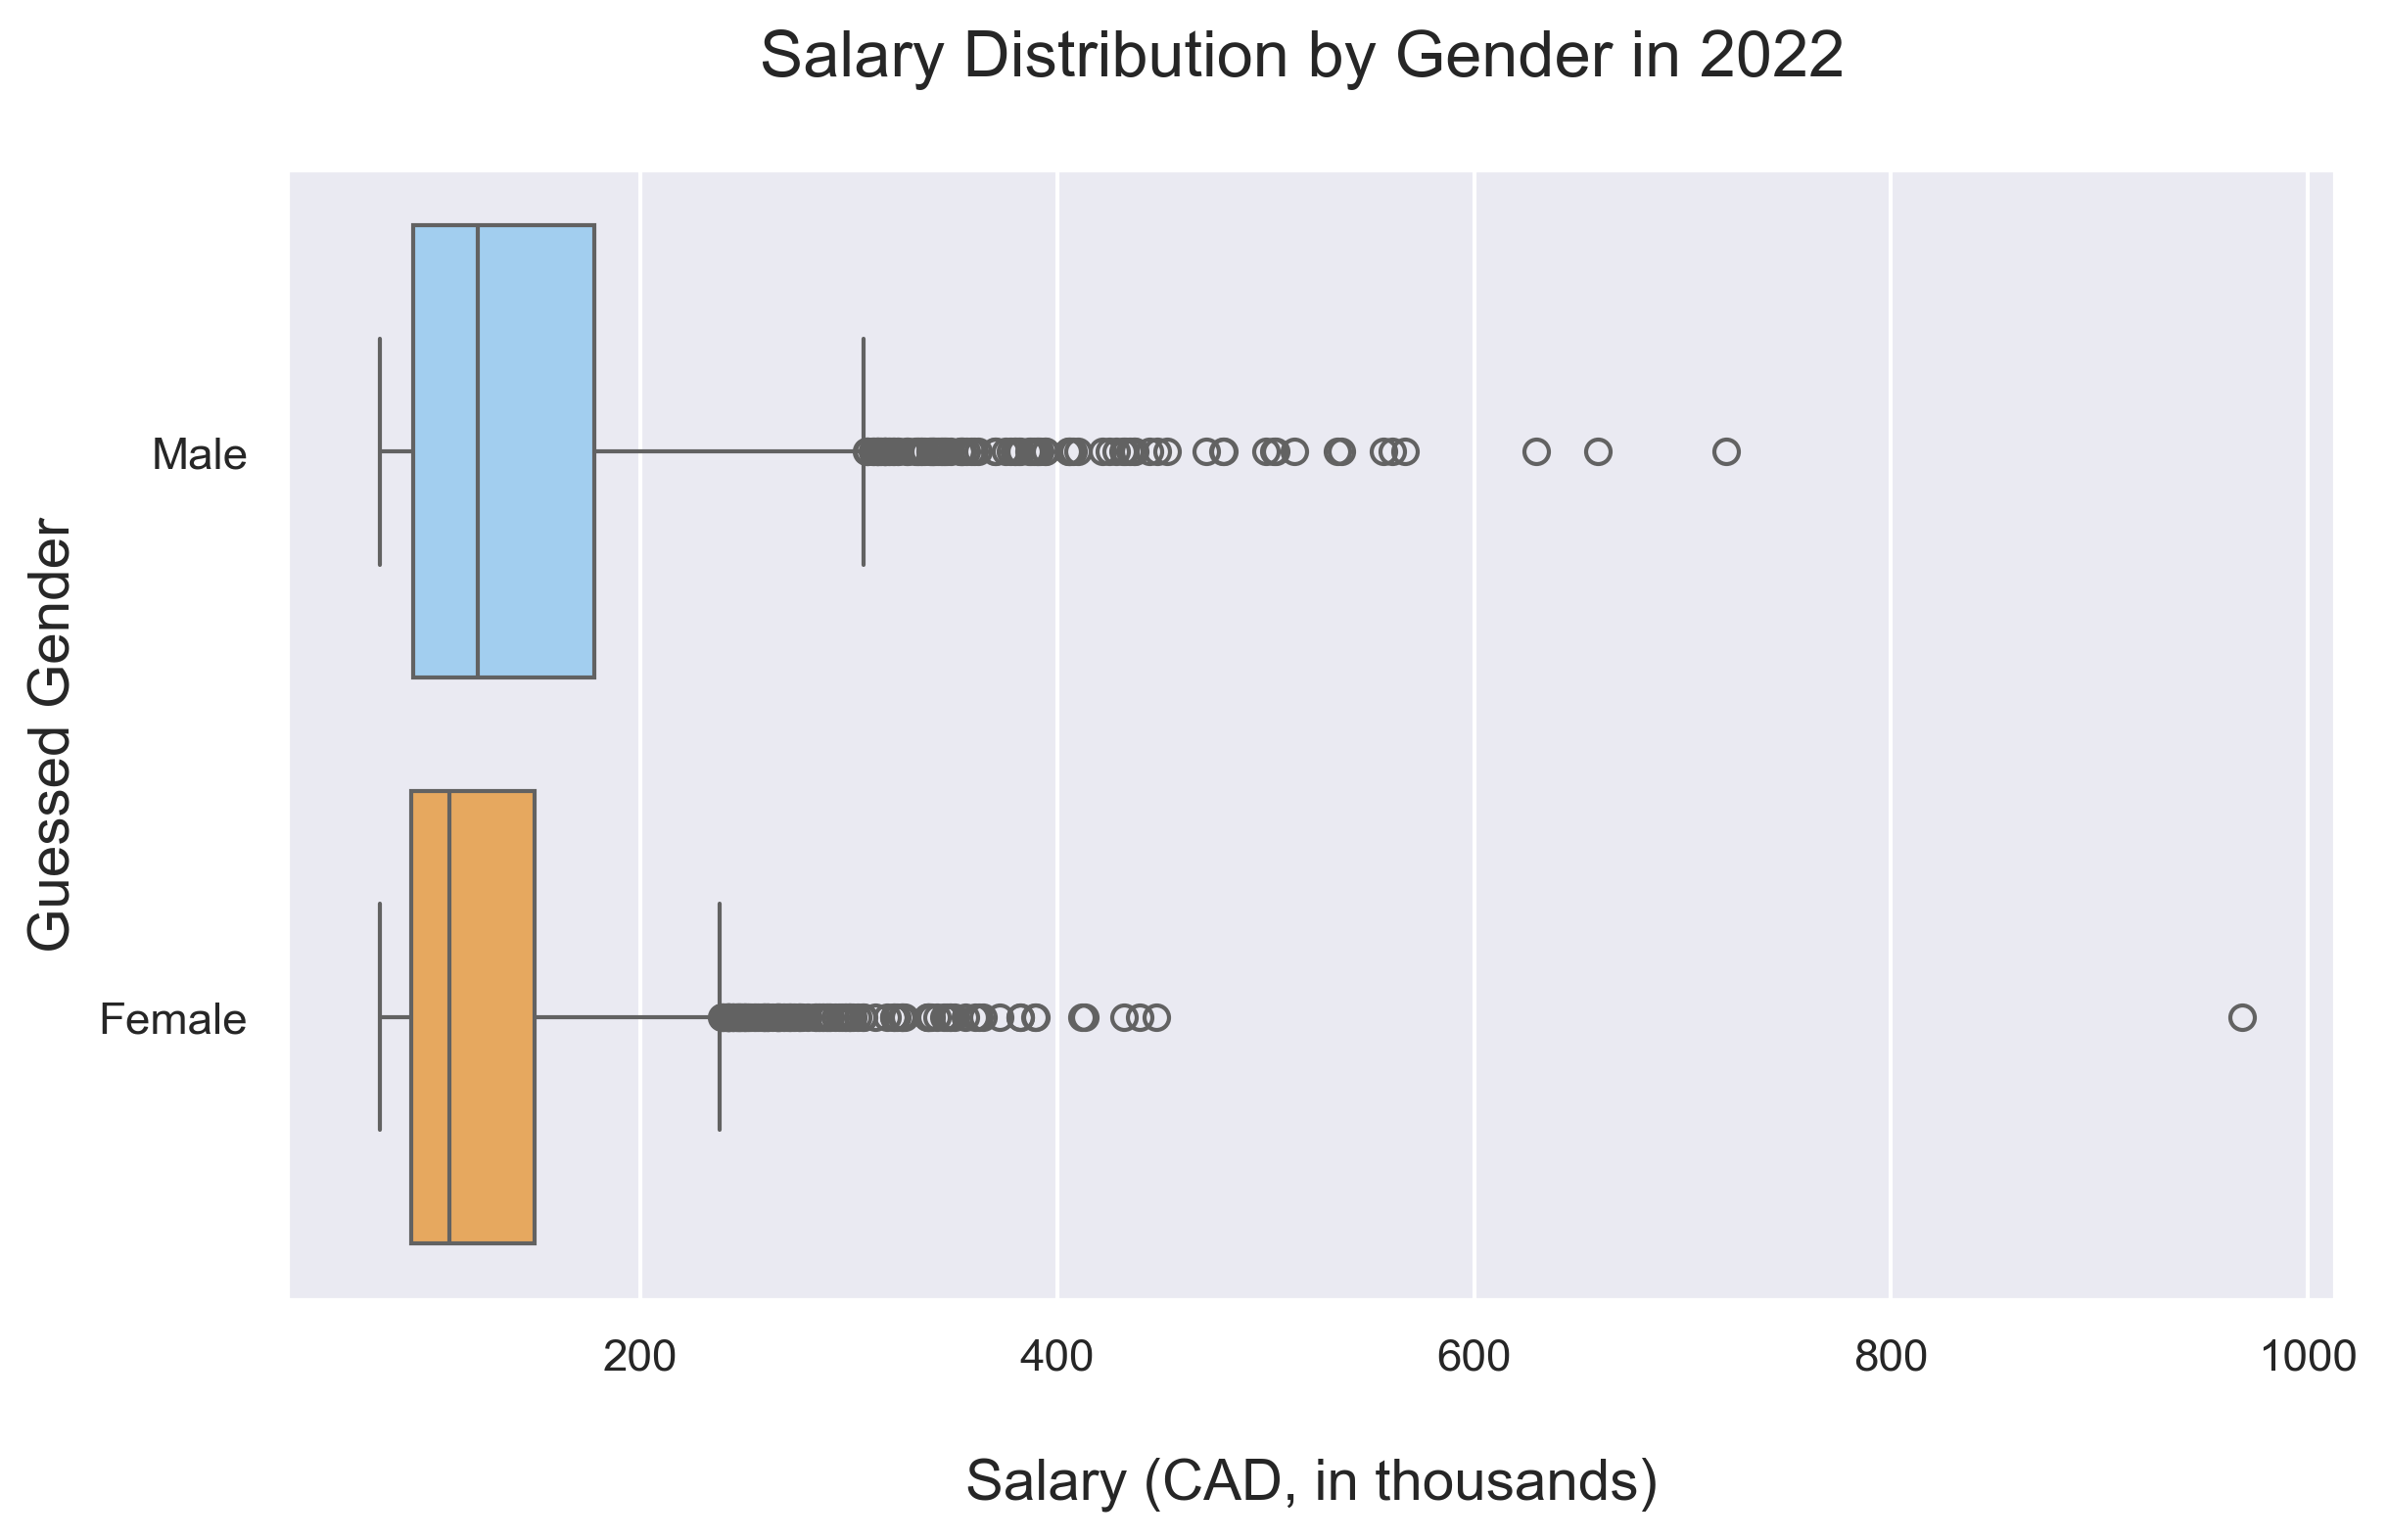 Salary Distribution by Gender in 2022
Guessed Gender
Male
Female
200 400 600 800 1000
Salary (CAD, in thousands)